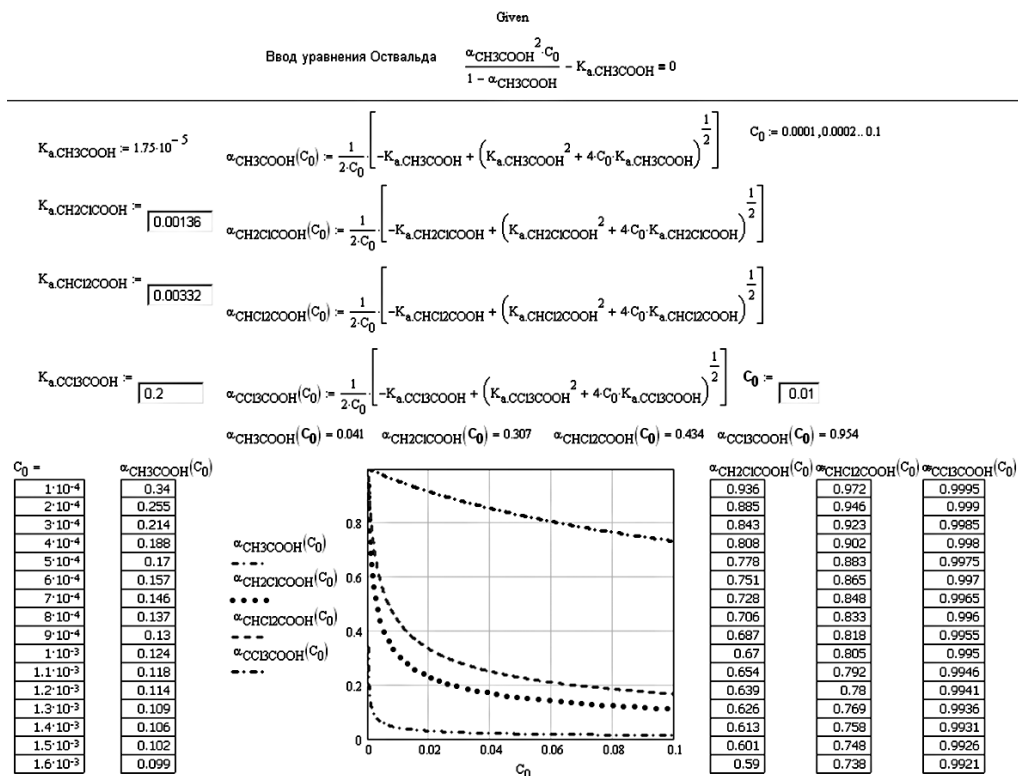 Given
Ввод уравнения Оствальда α_CH3COOH^2·C_0 / (1 − α_CH3COOH) − K_a.CH3COOH = 0
K_a.CH3COOH := 1.75·10^−5 α_CH3COOH(C_0) := 1/(2·C_0)·[−K_a.CH3COOH + (K_a.CH3COOH^2 + 4·C_0·K_a.CH3COOH)^(1/2)] C_0 := 0.0001, 0.0002.. 0.1
K_a.CH2ClCOOH := 0.00136 α_CH2ClCOOH(C_0) := 1/(2·C_0)·[−K_a.CH2ClCOOH + (K_a.CH2ClCOOH^2 + 4·C_0·K_a.CH2ClCOOH)^(1/2)]
K_a.CHCl2COOH := 0.00332 α_CHCl2COOH(C_0) := 1/(2·C_0)·[−K_a.CHCl2COOH + (K_a.CHCl2COOH^2 + 4·C_0·K_a.CHCl2COOH)^(1/2)]
K_a.CCl3COOH := 0.2 α_CCl3COOH(C_0) := 1/(2·C_0)·[−K_a.CCl3COOH + (K_a.CCl3COOH^2 + 4·C_0·K_a.CCl3COOH)^(1/2)] C_0 := 0.01
α_CH3COOH(C_0) = 0.041 α_CH2ClCOOH(C_0) = 0.307 α_CHCl2COOH(C_0) = 0.434 α_CCl3COOH(C_0) = 0.954
C_0 = α_CH3COOH(C_0)
1·10^-4 0.34
2·10^-4 0.255
3·10^-4 0.214
4·10^-4 0.188
5·10^-4 0.17
6·10^-4 0.157
7·10^-4 0.146
8·10^-4 0.137
9·10^-4 0.13
1·10^-3 0.124
1.1·10^-3 0.118
1.2·10^-3 0.114
1.3·10^-3 0.109
1.4·10^-3 0.106
1.5·10^-3 0.102
1.6·10^-3 0.099
α_CH3COOH(C_0)
α_CH2ClCOOH(C_0)
α_CHCl2COOH(C_0)
α_CCl3COOH(C_0)
0.8
0.6
0.4
0.2
0 0.02 0.04 0.06 0.08 0.1
C_0
α_CH2ClCOOH(C_0) = α_CHCl2COOH(C_0) = α_CCl3COOH(C_0)
0.936 0.972 0.9995
0.885 0.946 0.999
0.843 0.923 0.9985
0.808 0.902 0.998
0.778 0.883 0.9975
0.751 0.865 0.997
0.728 0.848 0.9965
0.706 0.833 0.996
0.687 0.818 0.9955
0.67 0.805 0.995
0.654 0.792 0.9946
0.639 0.78 0.9941
0.626 0.769 0.9936
0.613 0.758 0.9931
0.601 0.748 0.9926
0.59 0.738 0.9921